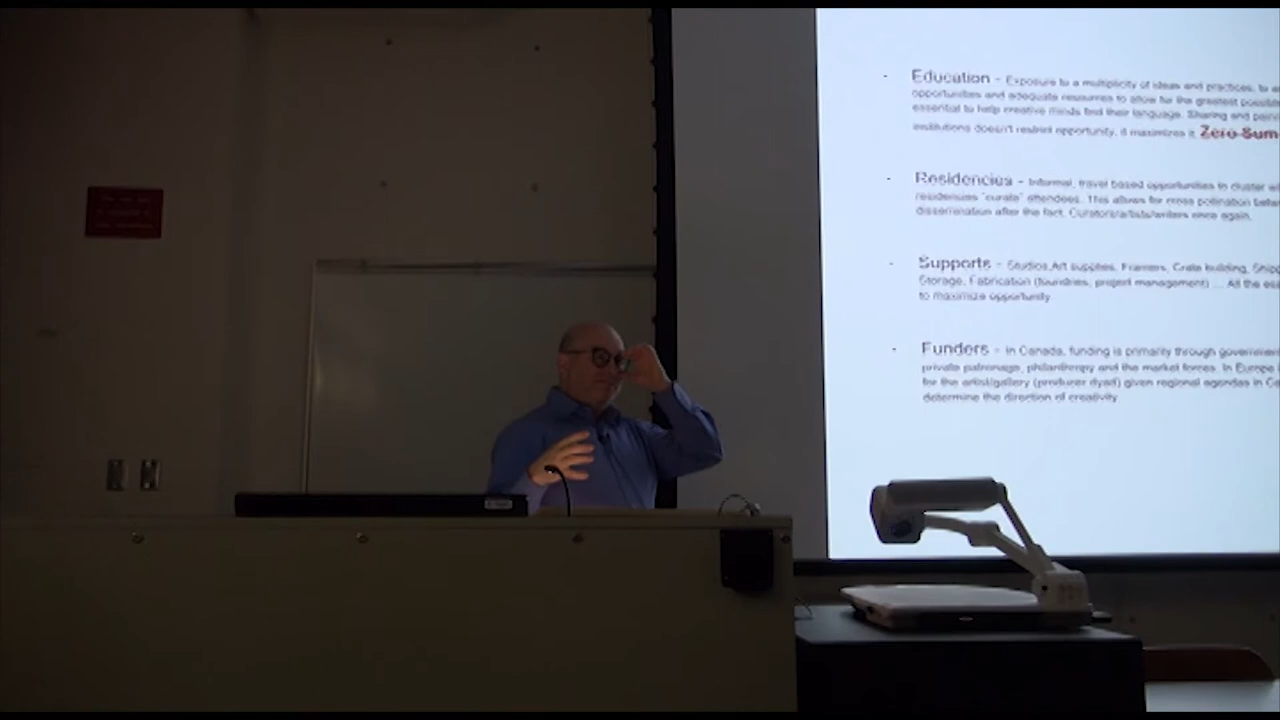 - Education - Exposure to a multiplicity of ideas and practices, to
opportunities and adequate resources to allow for the greatest
essential to help creative minds find their language. Sharing and
institutions doesn't restrict opportunity, it maximizes it. Zero Sum
- Residencies - Informal, travel based opportunities to cluster
residencies "curate" attendees. This allows for cross pollination
dissemination after the fact. Curators/artists/writers once again.
- Supports - Studios, Art supplies, Framers, Crate building,
Storage, Fabrication (foundries, project management) ... All the
to maximize opportunity
- Funders - In Canada, funding is primarily through
private patronage, philanthropy and the market forces. In Europe
for the artist/gallery (producer dyad) given regional agendas in
determine the direction of creativity